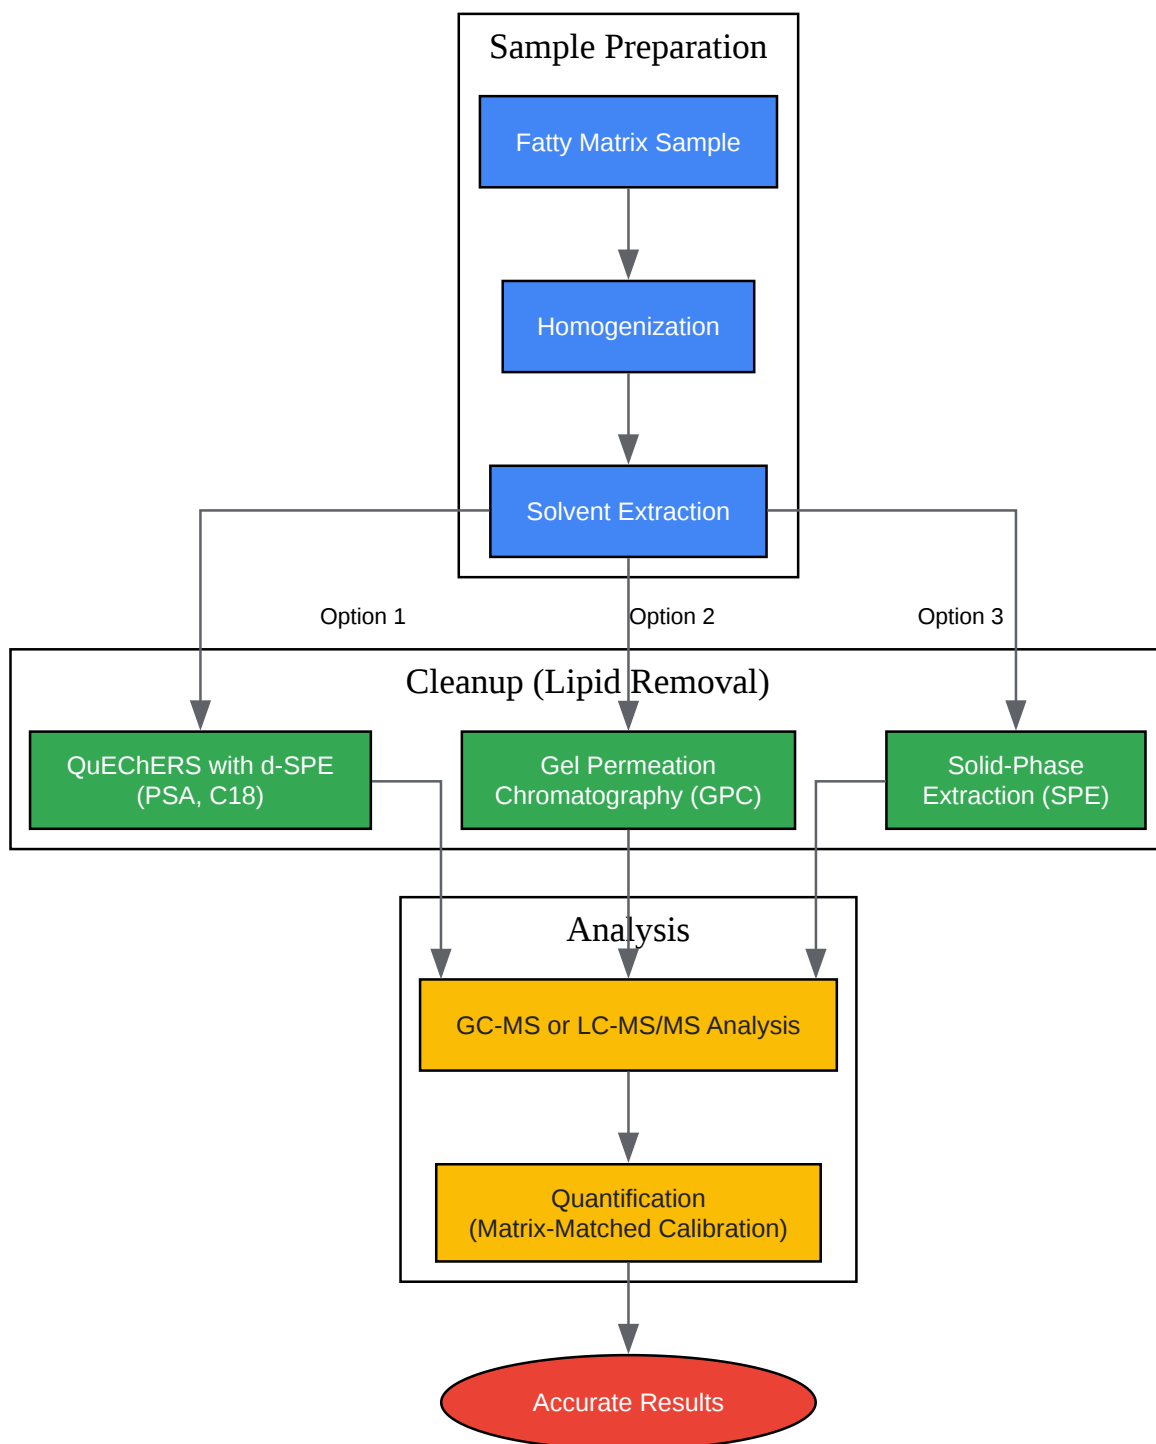 Sample Preparation
Fatty Matrix Sample
Homogenization
Solvent Extraction
Option 1
Option 2
Option 3
Cleanup (Lipid Removal)
QuEChERS with d-SPE
(PSA, C18)
Gel Permeation
Chromatography (GPC)
Solid-Phase
Extraction (SPE)
Analysis
GC-MS or LC-MS/MS Analysis
Quantification
(Matrix-Matched Calibration)
Accurate Results